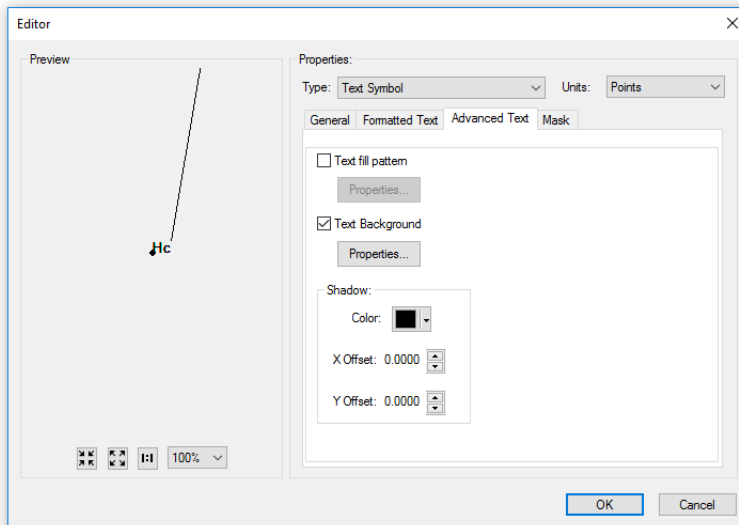 Editor
Preview
Hc
100%
Properties:
Type: Text Symbol Units: Points
General Formatted Text Advanced Text Mask
Text fill pattern
Properties...
Text Background
Properties...
Shadow:
Color:
X Offset: 0.0000
Y Offset: 0.0000
OK Cancel